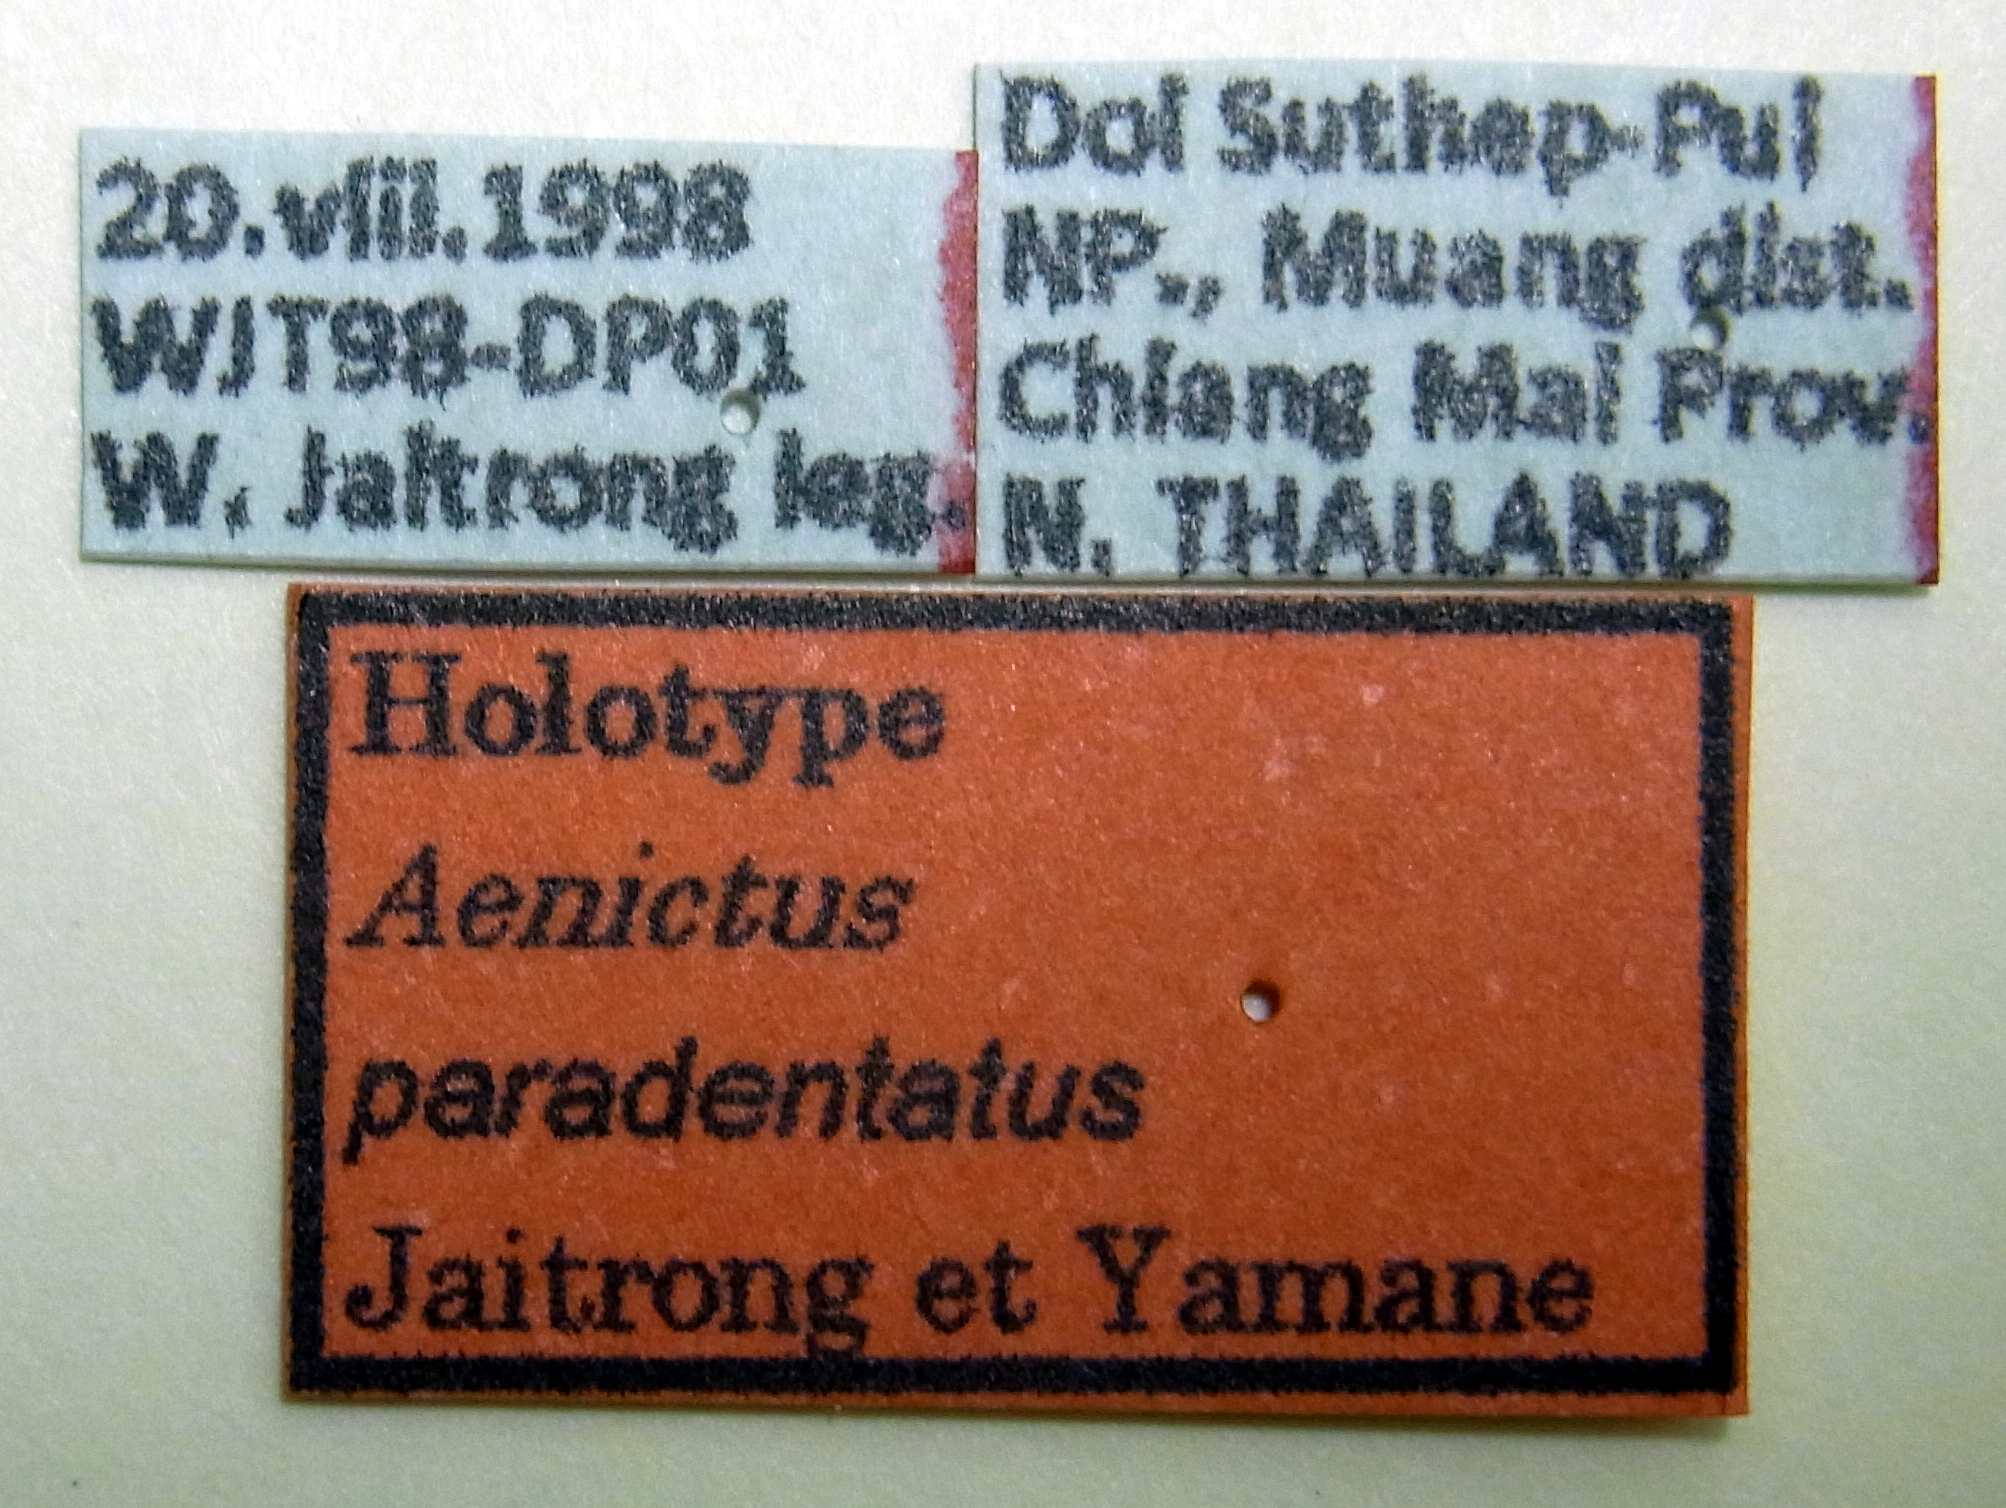 20.viii.1998
WJT98-DP01
W. Jaitrong leg.
Doi Suthep-Pui
NP., Muang dist.
Chiang Mai Prov.
N. THAILAND
Holotype
Aenictus
paradentatus
Jaitrong et Yamane